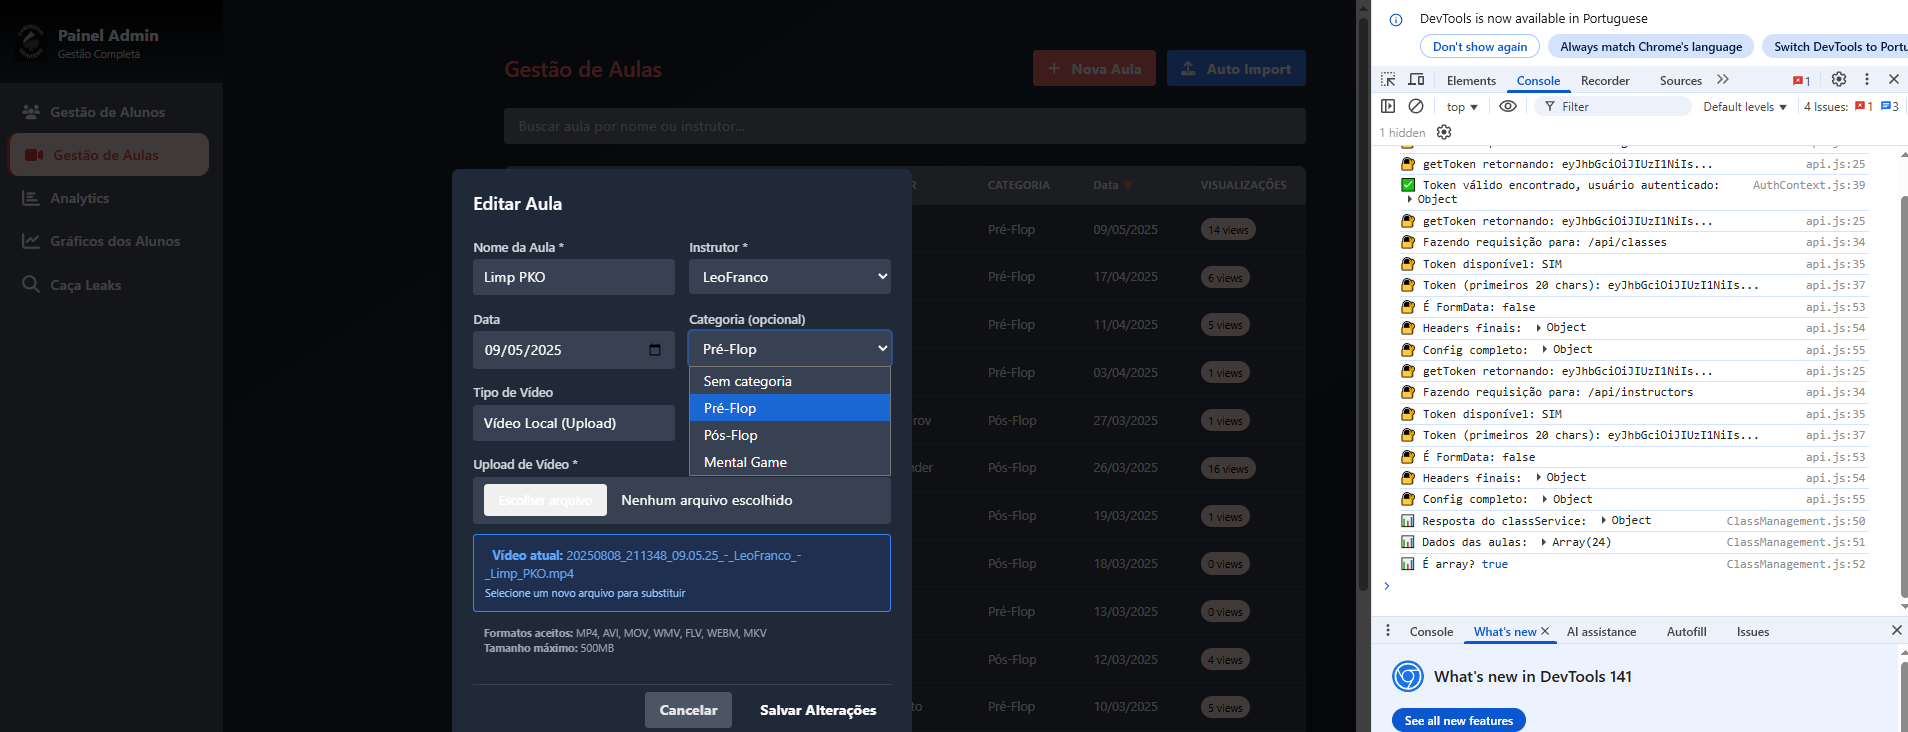 Painel Admin
Gestão Completa
Gestão de Alunos
Gestão de Aulas
Analytics
Gráficos dos Alunos
Caça Leaks
Gestão de Aulas
+ Nova Aula
Auto Import
Buscar aula por nome ou instrutor...
R CATEGORIA Data ▼ VISUALIZAÇÕES
Pré-Flop 09/05/2025 14 views
Pré-Flop 17/04/2025 6 views
Pré-Flop 11/04/2025 5 views
Pré-Flop 03/04/2025 1 views
rov Pós-Flop 27/03/2025 1 views
nder Pós-Flop 26/03/2025 16 views
Pós-Flop 19/03/2025 1 views
Pós-Flop 18/03/2025 0 views
Pré-Flop 13/03/2025 0 views
Pós-Flop 12/03/2025 4 views
to Pré-Flop 10/03/2025 5 views
Editar Aula
Nome da Aula * Instrutor *
Limp PKO LeoFranco
Data Categoria (opcional)
09/05/2025 Pré-Flop
Sem categoria
Pré-Flop
Pós-Flop
Mental Game
Tipo de Vídeo
Vídeo Local (Upload)
Upload de Vídeo *
Escolher arquivo Nenhum arquivo escolhido
Vídeo atual: 20250808_211348_09.05.25_-_LeoFranco_-
_Limp_PKO.mp4
Selecione um novo arquivo para substituir
Formatos aceitos: MP4, AVI, MOV, WMV, FLV, WEBM, MKV
Tamanho máximo: 500MB
Cancelar Salvar Alterações
DevTools is now available in Portuguese
Don't show again Always match Chrome's language Switch DevTools to Portu
Elements Console Recorder Sources 1
top Filter Default levels 4 Issues: 1 3
1 hidden
getToken retornando: eyJhbGciOiJIUzI1NiIs... api.js:25
Token válido encontrado, usuário autenticado: AuthContext.js:39
Object
getToken retornando: eyJhbGciOiJIUzI1NiIs... api.js:25
Fazendo requisição para: /api/classes api.js:34
Token disponível: SIM api.js:35
Token (primeiros 20 chars): eyJhbGciOiJIUzI1NiIs... api.js:37
É FormData: false api.js:53
Headers finais: Object api.js:54
Config completo: Object api.js:55
getToken retornando: eyJhbGciOiJIUzI1NiIs... api.js:25
Fazendo requisição para: /api/instructors api.js:34
Token disponível: SIM api.js:35
Token (primeiros 20 chars): eyJhbGciOiJIUzI1NiIs... api.js:37
É FormData: false api.js:53
Headers finais: Object api.js:54
Config completo: Object api.js:55
Resposta do classService: Object ClassManagement.js:50
Dados das aulas: Array(24) ClassManagement.js:51
É array? true ClassManagement.js:52
Console What's new AI assistance Autofill Issues
What's new in DevTools 141
See all new features